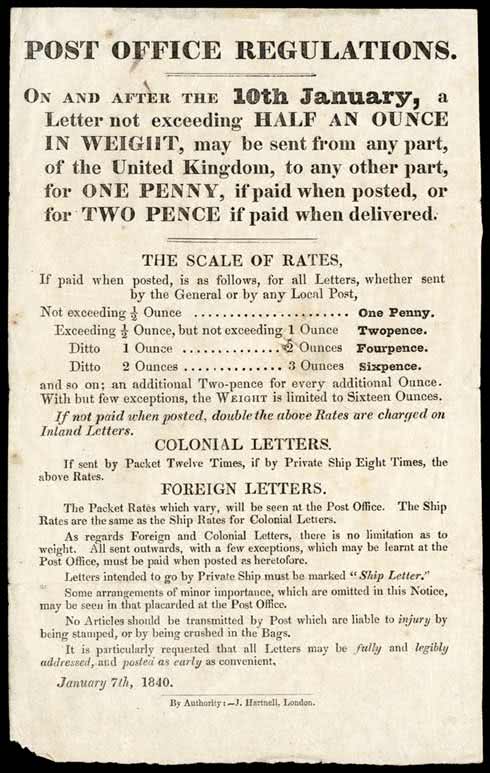 POST OFFICE REGULATIONS.
ON AND AFTER THE 10th January, a
Letter not exceeding HALF AN OUNCE
IN WEIGHT, may be sent from any part,
of the United Kingdom, to any other part,
for ONE PENNY, if paid when posted, or
for TWO PENCE if paid when delivered.
THE SCALE OF RATES,
If paid when posted, is as follows, for all Letters, whether sent
by the General or by any Local Post,
Not exceeding ½ Ounce ..................... One Penny.
Exceeding ½ Ounce, but not exceeding 1 Ounce Twopence.
Ditto 1 Ounce .............. 2 Ounces Fourpence.
Ditto 2 Ounces .............. 3 Ounces Sixpence.
and so on; an additional Two-pence for every additional Ounce.
With but few exceptions, the WEIGHT is limited to Sixteen Ounces.
If not paid when posted, double the above Rates are charged on
Inland Letters.
COLONIAL LETTERS.
If sent by Packet Twelve Times, if by Private Ship Eight Times, the
above Rates.
FOREIGN LETTERS.
The Packet Rates which vary, will be seen at the Post Office. The Ship
Rates are the same as the Ship Rates for Colonial Letters.
As regards Foreign and Colonial Letters, there is no limitation as to
weight. All sent outwards, with a few exceptions, which may be learnt at the
Post Office, must be paid when posted as heretofore.
Letters intended to go by Private Ship must be marked "Ship Letter."
Some arrangements of minor importance, which are omitted in this Notice,
may be seen in that placarded at the Post Office.
No Articles should be transmitted by Post which are liable to injury by
being stamped, or by being crushed in the Bags.
It is particularly requested that all Letters may be fully and legibly
addressed, and posted as early as convenient.
January 7th, 1840.
By Authority:—J. Hartnell, London.